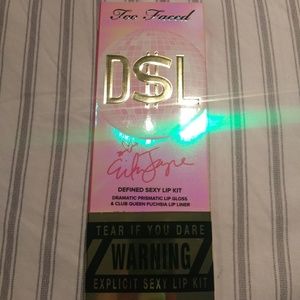 Too Faced
D$L
Erika Jayne
DEFINED SEXY LIP KIT
DRAMATIC PRISMATIC LIP GLOSS
& CLUB QUEEN FUCHSIA LIP LINER
TEAR IF YOU DARE
WARNING
EXPLICIT SEXY LIP KIT